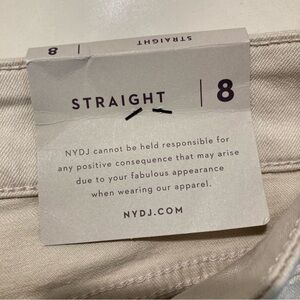 8 STRAIGHT
STRAIGHT | 8
NYDJ cannot be held responsible for
any positive consequence that may arise
due to your fabulous appearance
when wearing our apparel.
NYDJ.COM